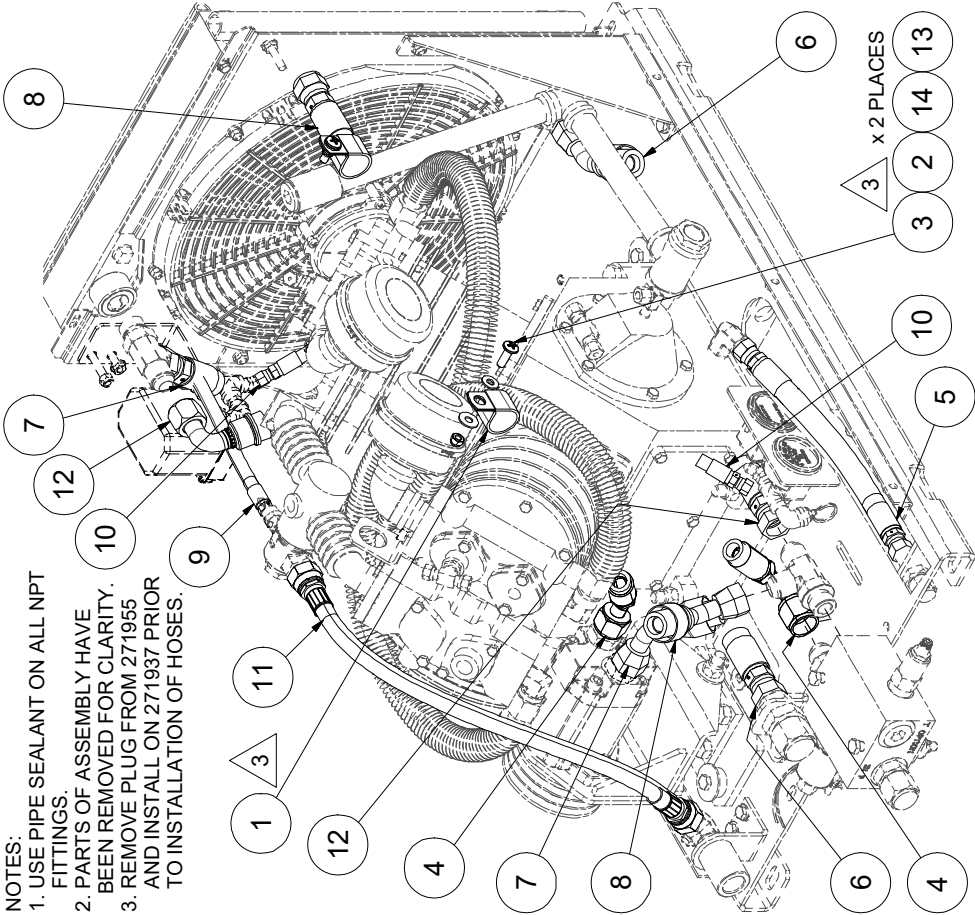 NOTES:
1. USE PIPE SEALANT ON ALL NPT
FITTINGS.
2. PARTS OF ASSEMBLY HAVE
BEEN REMOVED FOR CLARITY.
3. REMOVE PLUG FROM 271955
AND INSTALL ON 271937 PRIOR
TO INSTALLATION OF HOSES.
8
7
12
10
9
11
1
3
12
4
7
8
6
4
6
3 x 2 PLACES
3 2 14 13
10
5